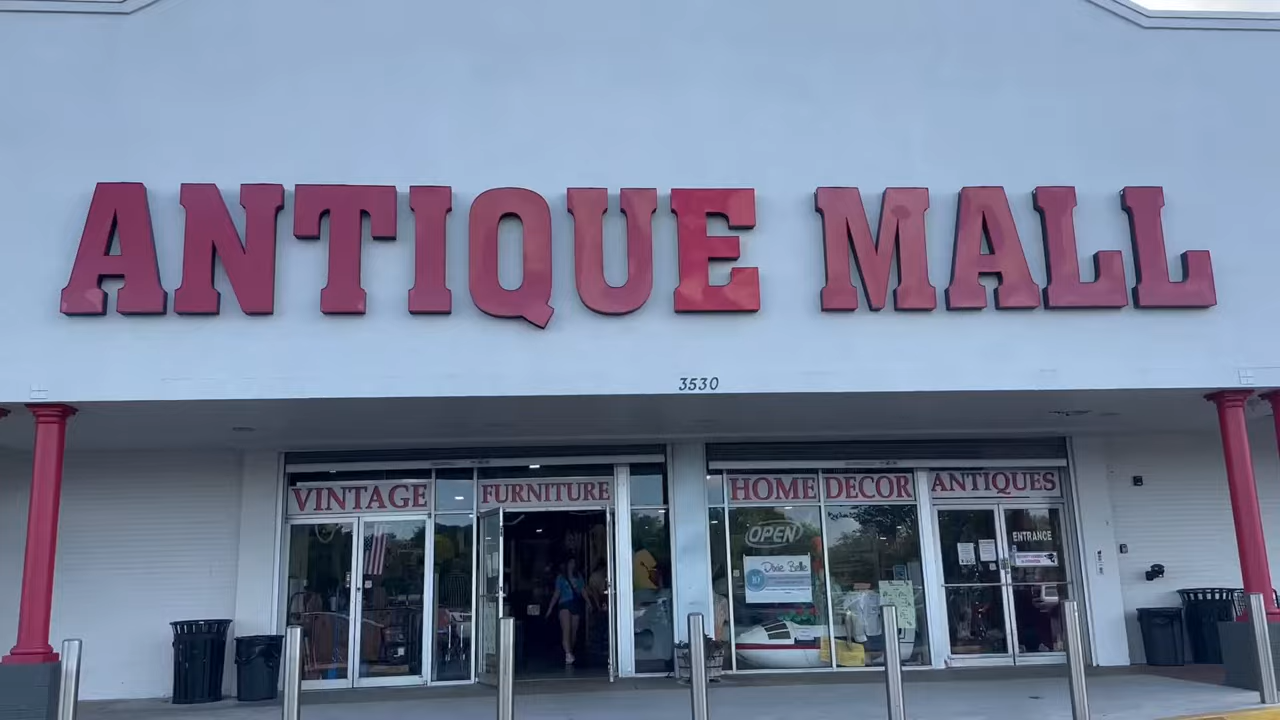 ANTIQUE MALL
3530
VINTAGE FURNITURE HOME DECOR ANTIQUES
OPEN
ENTRANCE
Dixie Belle